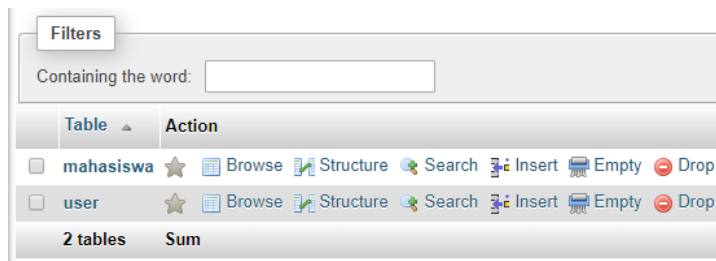 Filters
Containing the word:
Table Action
mahasiswa Browse Structure Search Insert Empty Drop
user Browse Structure Search Insert Empty Drop
2 tables Sum